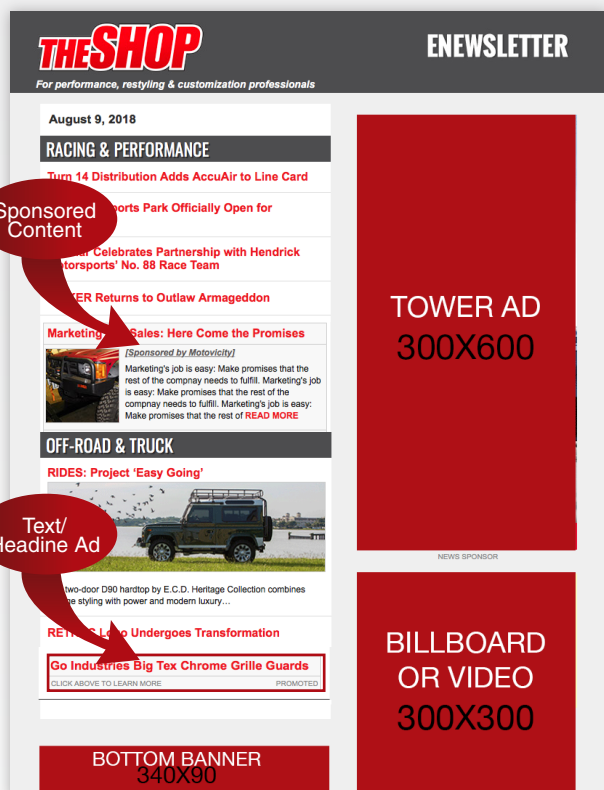 THE SHOP
ENEWSLETTER
For performance, restyling & customization professionals
August 9, 2018
RACING & PERFORMANCE
Turn 14 Distribution Adds AccuAir to Line Card
Sponsored
Content
ports Park Officially Open for
Celebrates Partnership with Hendrick
Motorsports' No. 88 Race Team
Returns to Outlaw Armageddon
Marketing Sales: Here Come the Promises
[Sponsored by Motovicity]
Marketing's job is easy: Make promises that the
rest of the compnay needs to fulfill. Marketing's job
is easy: Make promises that the rest of the
compnay needs to fulfill. Marketing's job is easy:
Make promises that the rest of READ MORE
OFF-ROAD & TRUCK
RIDES: Project 'Easy Going'
Text/
Headine Ad
two-door D90 hardtop by E.C.D. Heritage Collection combines
styling with power and modern luxury…
Undergoes Transformation
Go Industries Big Tex Chrome Grille Guards
CLICK ABOVE TO LEARN MORE
PROMOTED
BOTTOM BANNER
340X90
TOWER AD
300X600
NEWS SPONSOR
BILLBOARD
OR VIDEO
300X300